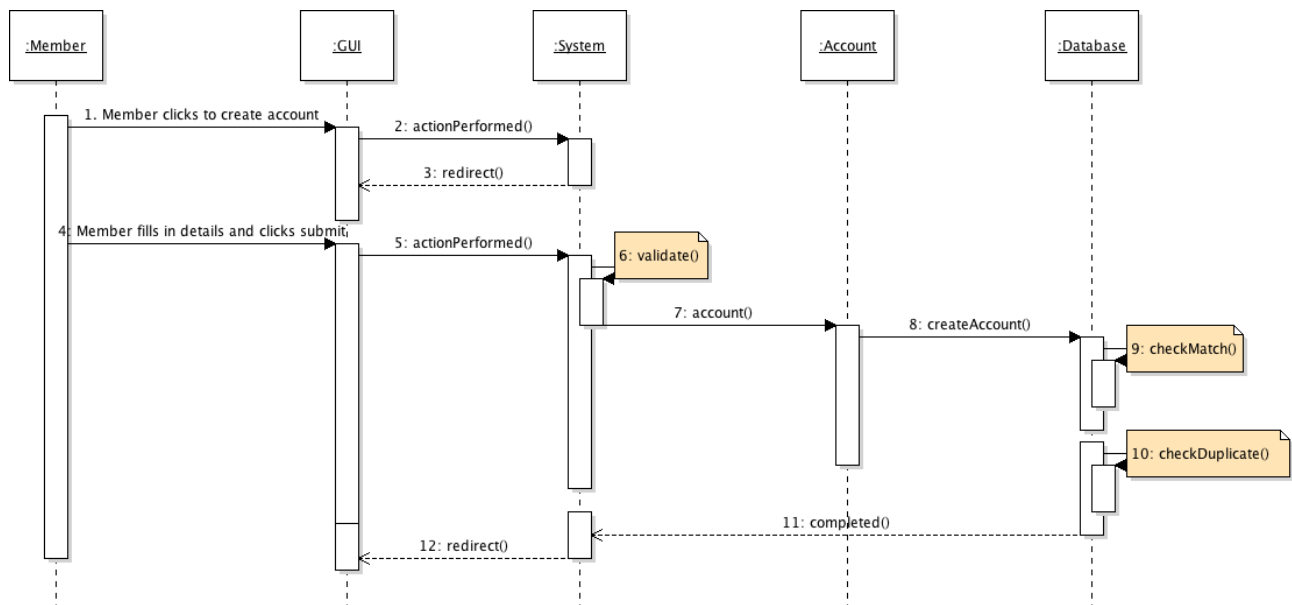 :Member
:GUI
:System
:Account
:Database
1. Member clicks to create account
2: actionPerformed()
3: redirect()
4: Member fills in details and clicks submit
5: actionPerformed()
6: validate()
7: account()
8: createAccount()
9: checkMatch()
10: checkDuplicate()
11: completed()
12: redirect()